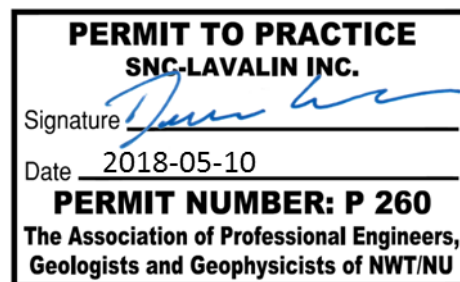 PERMIT TO PRACTICE
SNC-LAVALIN INC.
Signature
Date 2018-05-10
PERMIT NUMBER: P 260
The Association of Professional Engineers,
Geologists and Geophysicists of NWT/NU